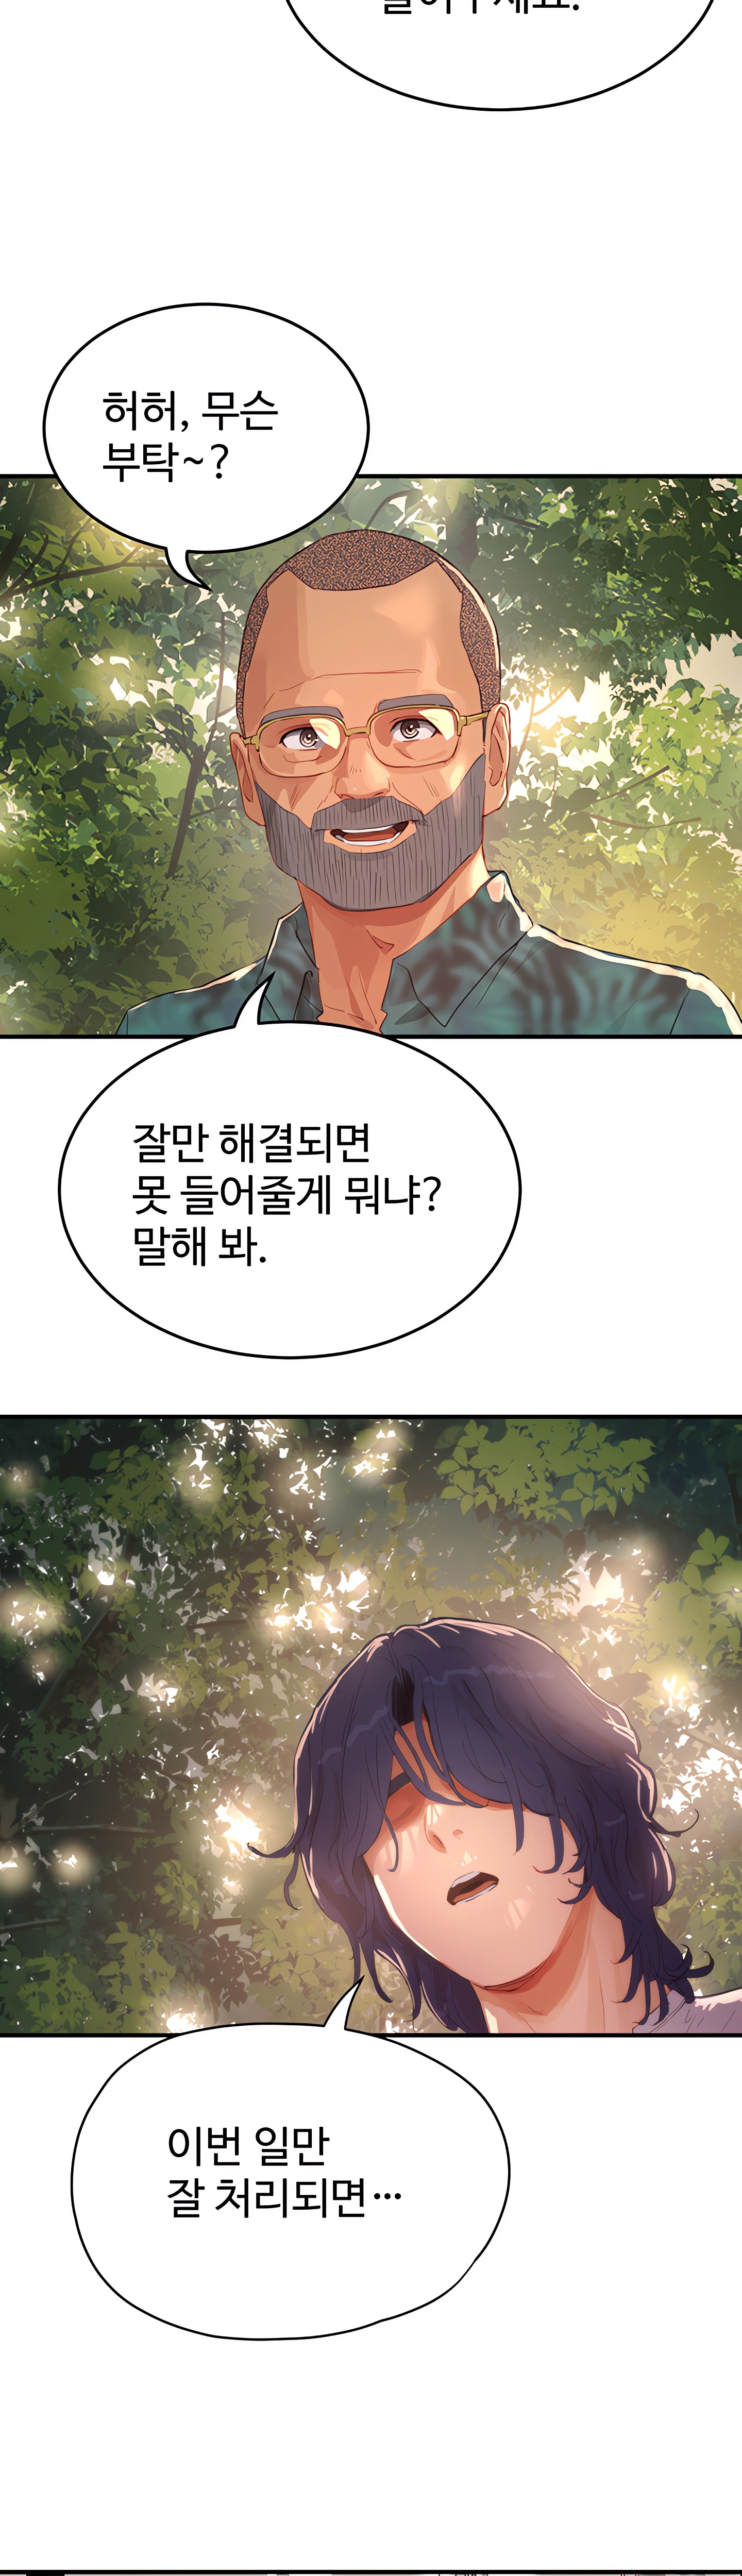 허허, 무슨
부탁~?
잘만 해결되면
못 들어줄게 뭐냐?
말해 봐.
이번 일만
잘 처리되면…